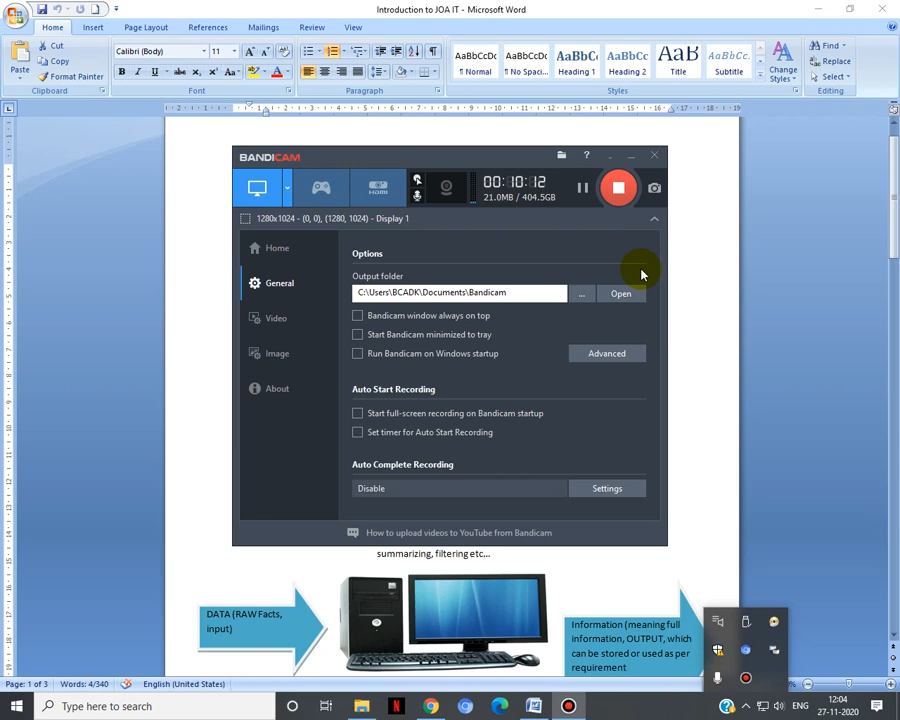 Introduction to JOA IT - Microsoft Word
Home Insert Page Layout References Mailings Review View
Paste
Cut
Copy
Format Painter
Clipboard
Calibri (Body) 11
Font
Paragraph
AaBbCcDc AaBbCcDc AaBbCc AaBbCc AaB AaBbCcDc
¶ Normal ¶ No Spaci... Heading 1 Heading 2 Title Subtitle
Change Styles
Styles
Find
Replace
Select
Editing
BANDICAM
HDMI
00:10:12
21.0MB / 404.5GB
1280x1024 - (0, 0), (1280, 1024) - Display 1
Home
General
Video
Image
About
Options
Output folder
C:\Users\BCADK\Documents\Bandicam
... Open
Bandicam window always on top
Start Bandicam minimized to tray
Run Bandicam on Windows startup
Advanced
Auto Start Recording
Start full-screen recording on Bandicam startup
Set timer for Auto Start Recording
Auto Complete Recording
Disable Settings
How to upload videos to YouTube from Bandicam
summarizing, filtering etc...
DATA (RAW Facts,
input)
Information (meaning full
information, OUTPUT, which
can be stored or used as per
requirement
Page: 1 of 3 Words: 4/340 English (United States)
Type here to search
ENG
12:04
27-11-2020